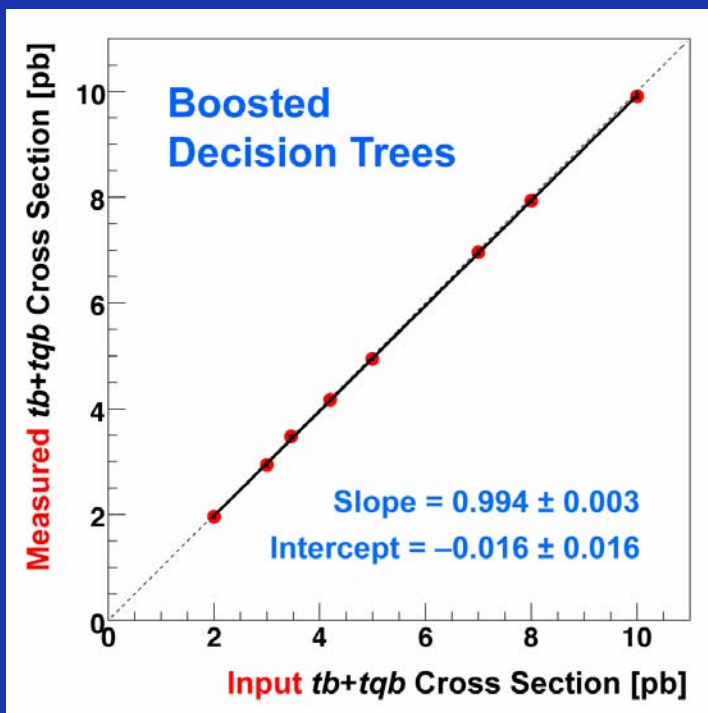 Measured tb+tqb Cross Section [pb]
10
8
6
4
2
0
Boosted
Decision Trees
Slope = 0.994 ± 0.003
Intercept = –0.016 ± 0.016
0 2 4 6 8 10
Input tb+tqb Cross Section [pb]